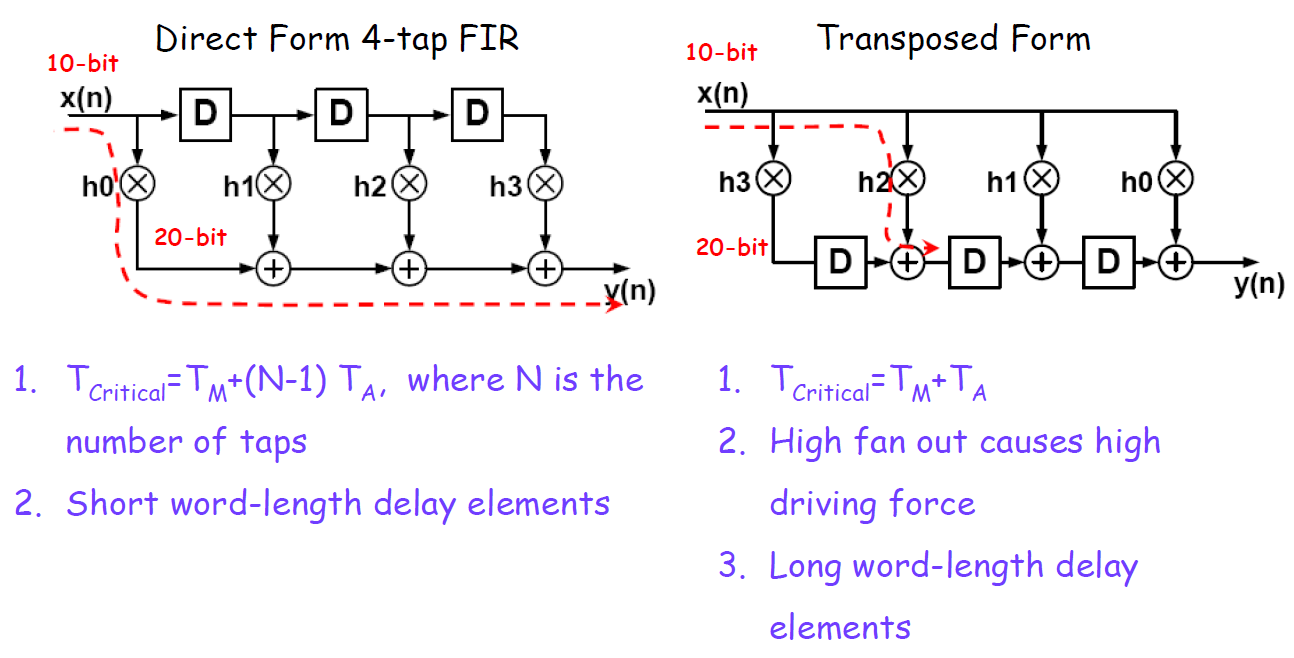 Direct Form 4-tap FIR
10-bit
x(n)
D
D
D
h0
h1
h2
h3
20-bit
y(n)
1. TCritical=TM+(N-1) TA, where N is the
number of taps
2. Short word-length delay elements
Transposed Form
10-bit
x(n)
h3
h2
h1
h0
20-bit
D
D
D
y(n)
1. TCritical=TM+TA
2. High fan out causes high
driving force
3. Long word-length delay
elements